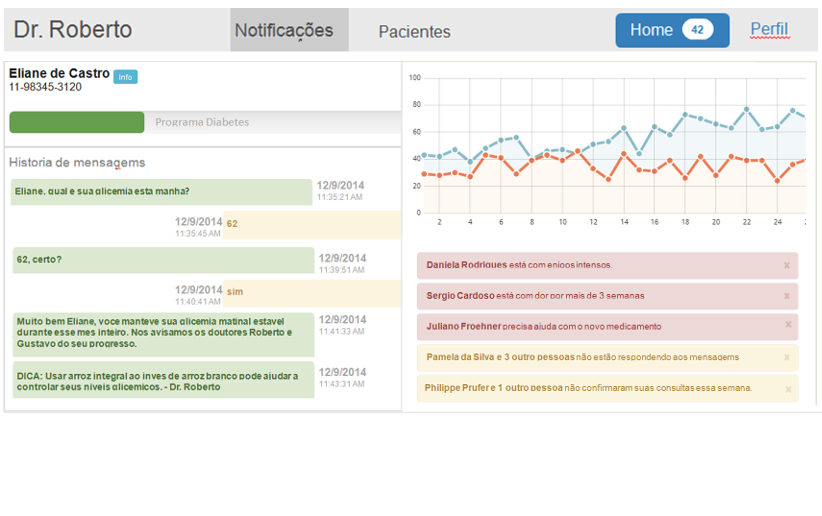 Dr. Roberto
Notificações
Pacientes
Home 42
Perfil
Eliane de Castro Info
11-98345-3120
Programa Diabetes
Historia de mensagems
Eliane, qual e sua glicemia esta manha?
12/9/2014
11:35:21 AM
12/9/2014
11:35:45 AM
62
62, certo?
12/9/2014
11:39:51 AM
12/9/2014
11:40:41 AM
sim
Muito bem Eliane, voce manteve sua glicemia matinal estavel
durante esse mes inteiro. Nos avisamos os doutores Roberto e
Gustavo do seu progresso.
12/9/2014
11:41:33 AM
DICA: Usar arroz integral ao inves de arroz branco pode ajudar a
controlar seus niveis glicemicos. - Dr. Roberto
12/9/2014
11:43:31 AM
100
80
60
40
20
0
2 4 6 8 10 12 14 16 18 20 22 24
Daniela Rodrigues está com enjoos intensos. x
Sergio Cardoso está com dor por mais de 3 semanas x
Juliano Froehner precisa ajuda com o novo medicamento x
Pamela da Silva e 3 outro pessoas não estão respondendo aos mensagems x
Philippe Prufer e 1 outro pessoa não confirmaram suas consultas essa semana. x